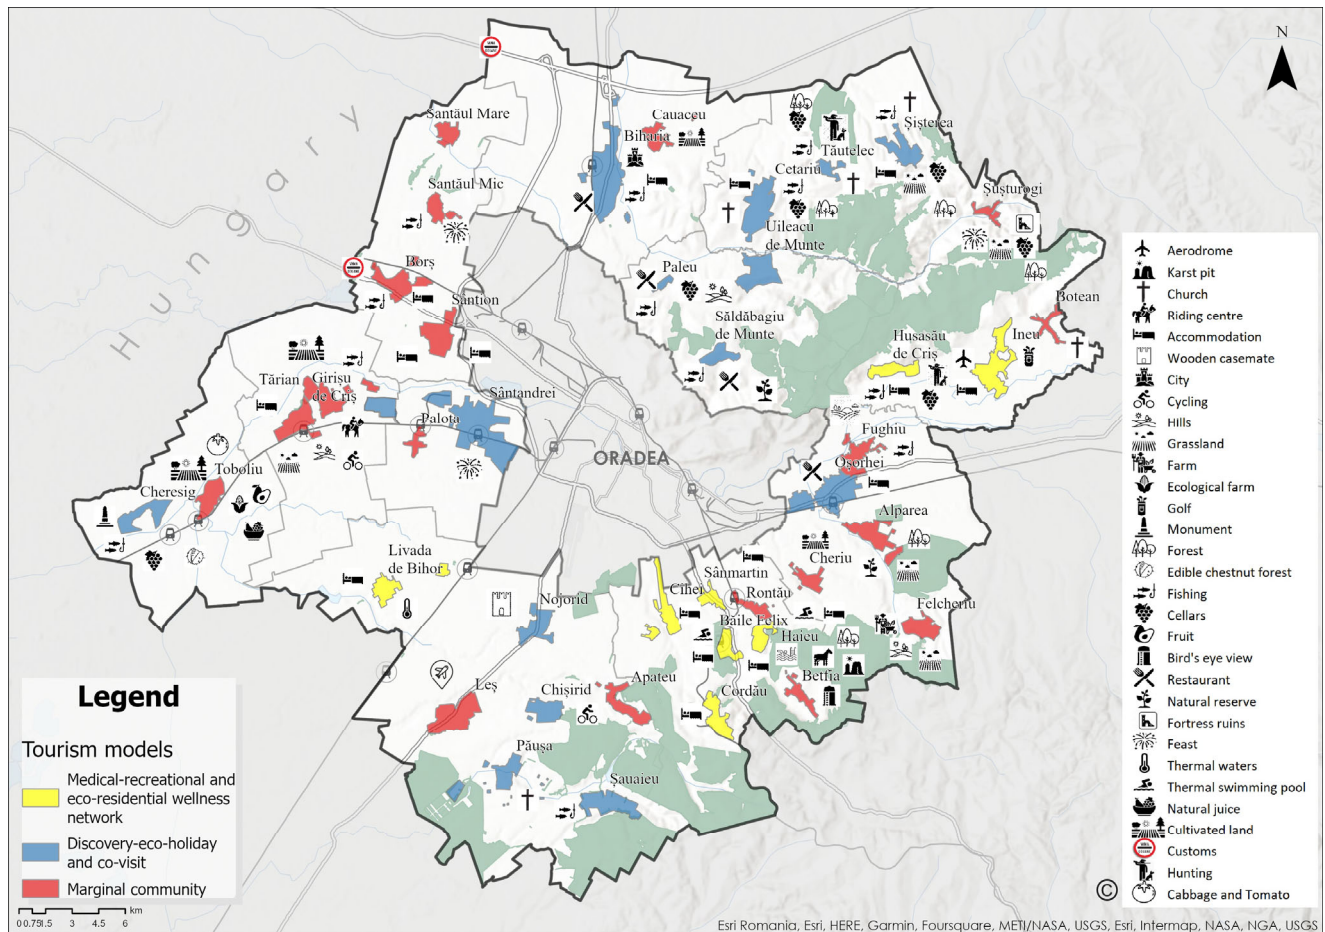 N
Hungary
Santăul Mare
Cauaceu
Biharia
Șișterea
Tăutelec
Cetariu
Santăul Mic
Șușturogi
Uileacu
de Munte
Borș
Paleu
Botean
Sântion
Săldăbagiu
de Munte
Husasău
de Criș
Ineu
Tărian
Girișu
de Criș
Sântandrei
Palota
Fughiu
ORADEA
Oșorhei
Toboliu
Cheresig
Alparea
Livada
de Bihor
Cheriu
Sânmartin
Cihei
Rontău
Nojorid
Felcheriu
Băile Felix
Haieu
Leș
Chișirid
Apateu
Betfia
Cordău
Păușa
Șauaieu
Legend
Tourism models
Medical-recreational and
eco-residential wellness
network
Discovery-eco-holiday
and co-visit
Marginal community
km
0 0.75 1.5 3 4.5 6
Aerodrome
Karst pit
Church
Riding centre
Accommodation
Wooden casemate
City
Cycling
Hills
Grassland
Farm
Ecological farm
Golf
Monument
Forest
Edible chestnut forest
Fishing
Cellars
Fruit
Bird's eye view
Restaurant
Natural reserve
Fortress ruins
Feast
Thermal waters
Thermal swimming pool
Natural juice
Cultivated land
Customs
Hunting
Cabbage and Tomato
©
Esri Romania, Esri, HERE, Garmin, Foursquare, METI/NASA, USGS, Esri, Intermap, NASA, NGA, USGS